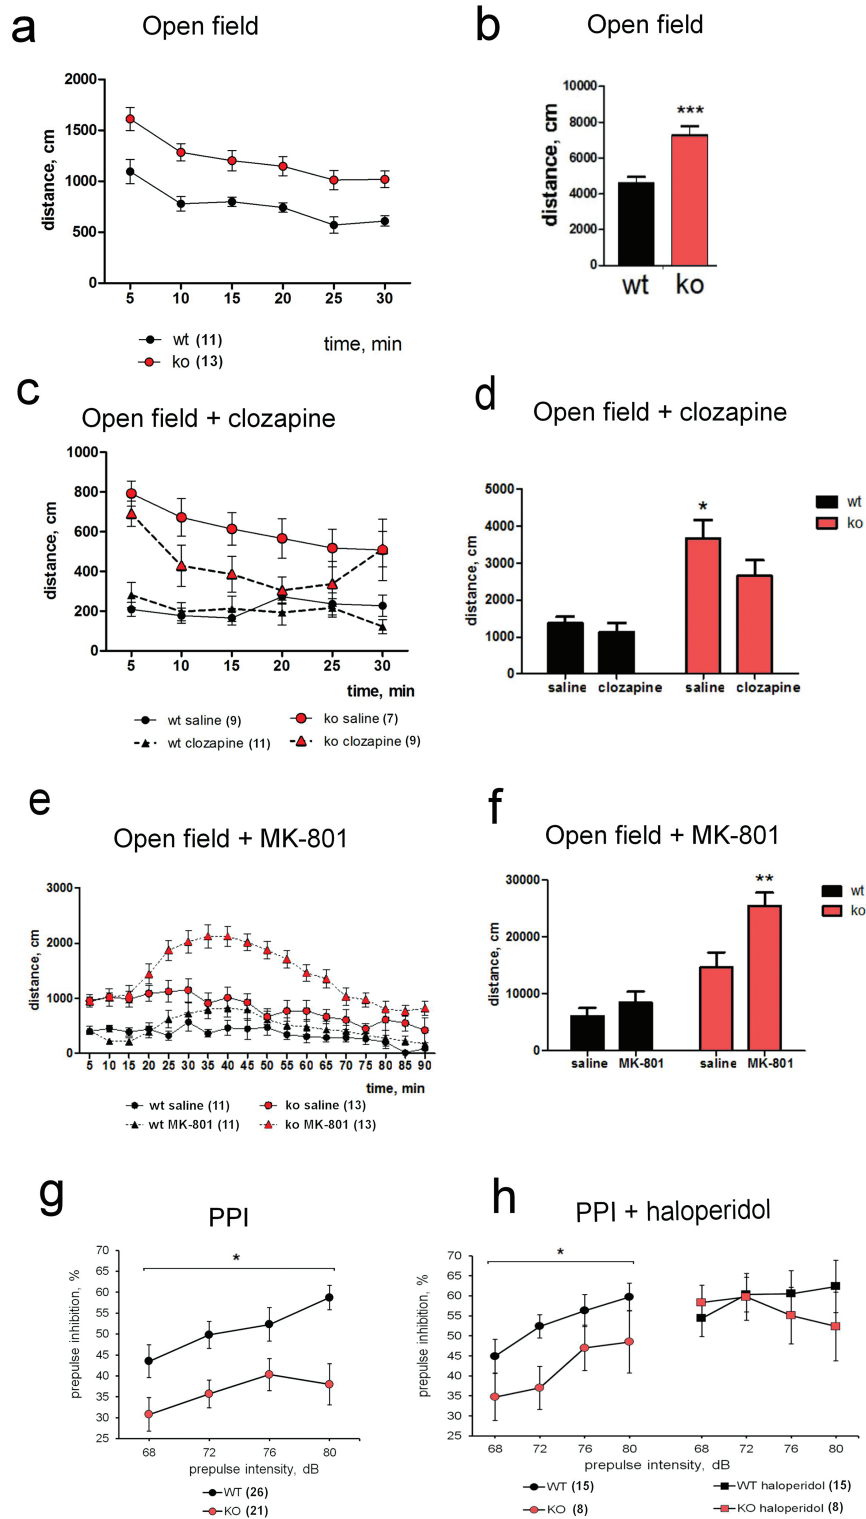 a
Open field
distance, cm
2000
1500
1000
500
0
5 10 15 20 25 30
time, min
wt (11)
ko (13)
b
Open field
distance, cm
10000
8000
6000
4000
2000
0
***
wt ko
c
Open field + clozapine
distance, cm
1000
800
600
400
200
0
5 10 15 20 25 30
time, min
wt saline (9) ko saline (7)
wt clozapine (11) ko clozapine (9)
d
Open field + clozapine
distance, cm
5000
4000
3000
2000
1000
0
*
wt
ko
saline clozapine saline clozapine
e
Open field + MK-801
distance, cm
3000
2000
1000
0
5 10 15 20 25 30 35 40 45 50 55 60 65 70 75 80 85 90
time, min
wt saline (11) ko saline (13)
wt MK-801 (11) ko MK-801 (13)
f
Open field + MK-801
distance, cm
30000
20000
10000
0
**
wt
ko
saline MK-801 saline MK-801
g
PPI
prepulse inhibition, %
70
65
60
55
50
45
40
35
30
25
*
68 72 76 80
prepulse intensity, dB
WT (26)
KO (21)
h
PPI + haloperidol
prepulse inhibition, %
70
65
60
55
50
45
40
35
30
25
*
68 72 76 80 68 72 76 80
prepulse intensity, dB
WT (15) WT haloperidol (15)
KO (8) KO haloperidol (8)